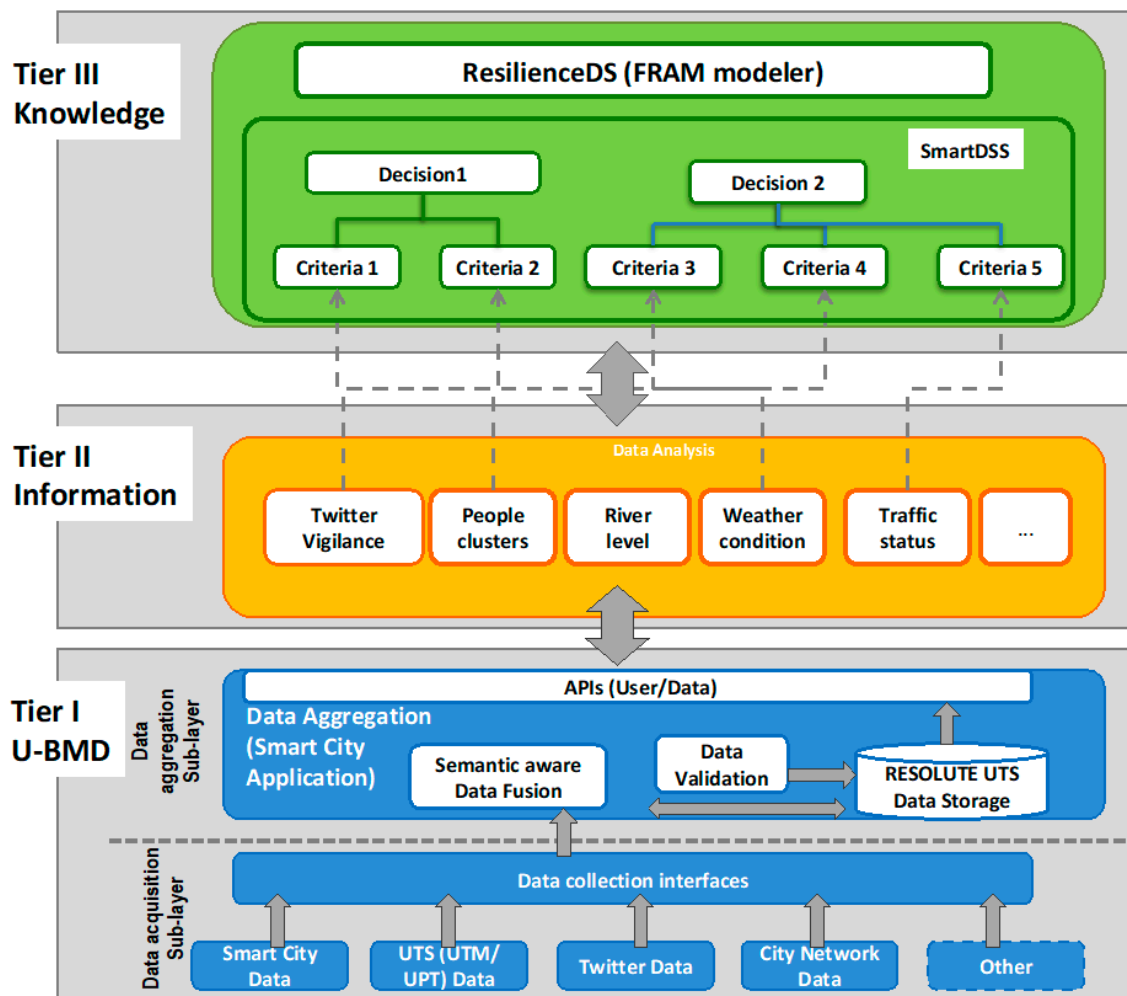 Tier III
Knowledge
ResilienceDS (FRAM modeler)
SmartDSS
Decision1
Decision 2
Criteria 1
Criteria 2
Criteria 3
Criteria 4
Criteria 5
Tier II
Information
Data Analysis
Twitter
Vigilance
People
clusters
River
level
Weather
condition
Traffic
status
...
Tier I
U-BMD
Data
aggregation
Sub-layer
APIs (User/Data)
Data Aggregation
(Smart City
Application)
Semantic aware
Data Fusion
Data
Validation
RESOLUTE UTS
Data Storage
Data acquisition
Sub-layer
Data collection interfaces
Smart City
Data
UTS (UTM/
UPT) Data
Twitter Data
City Network
Data
Other